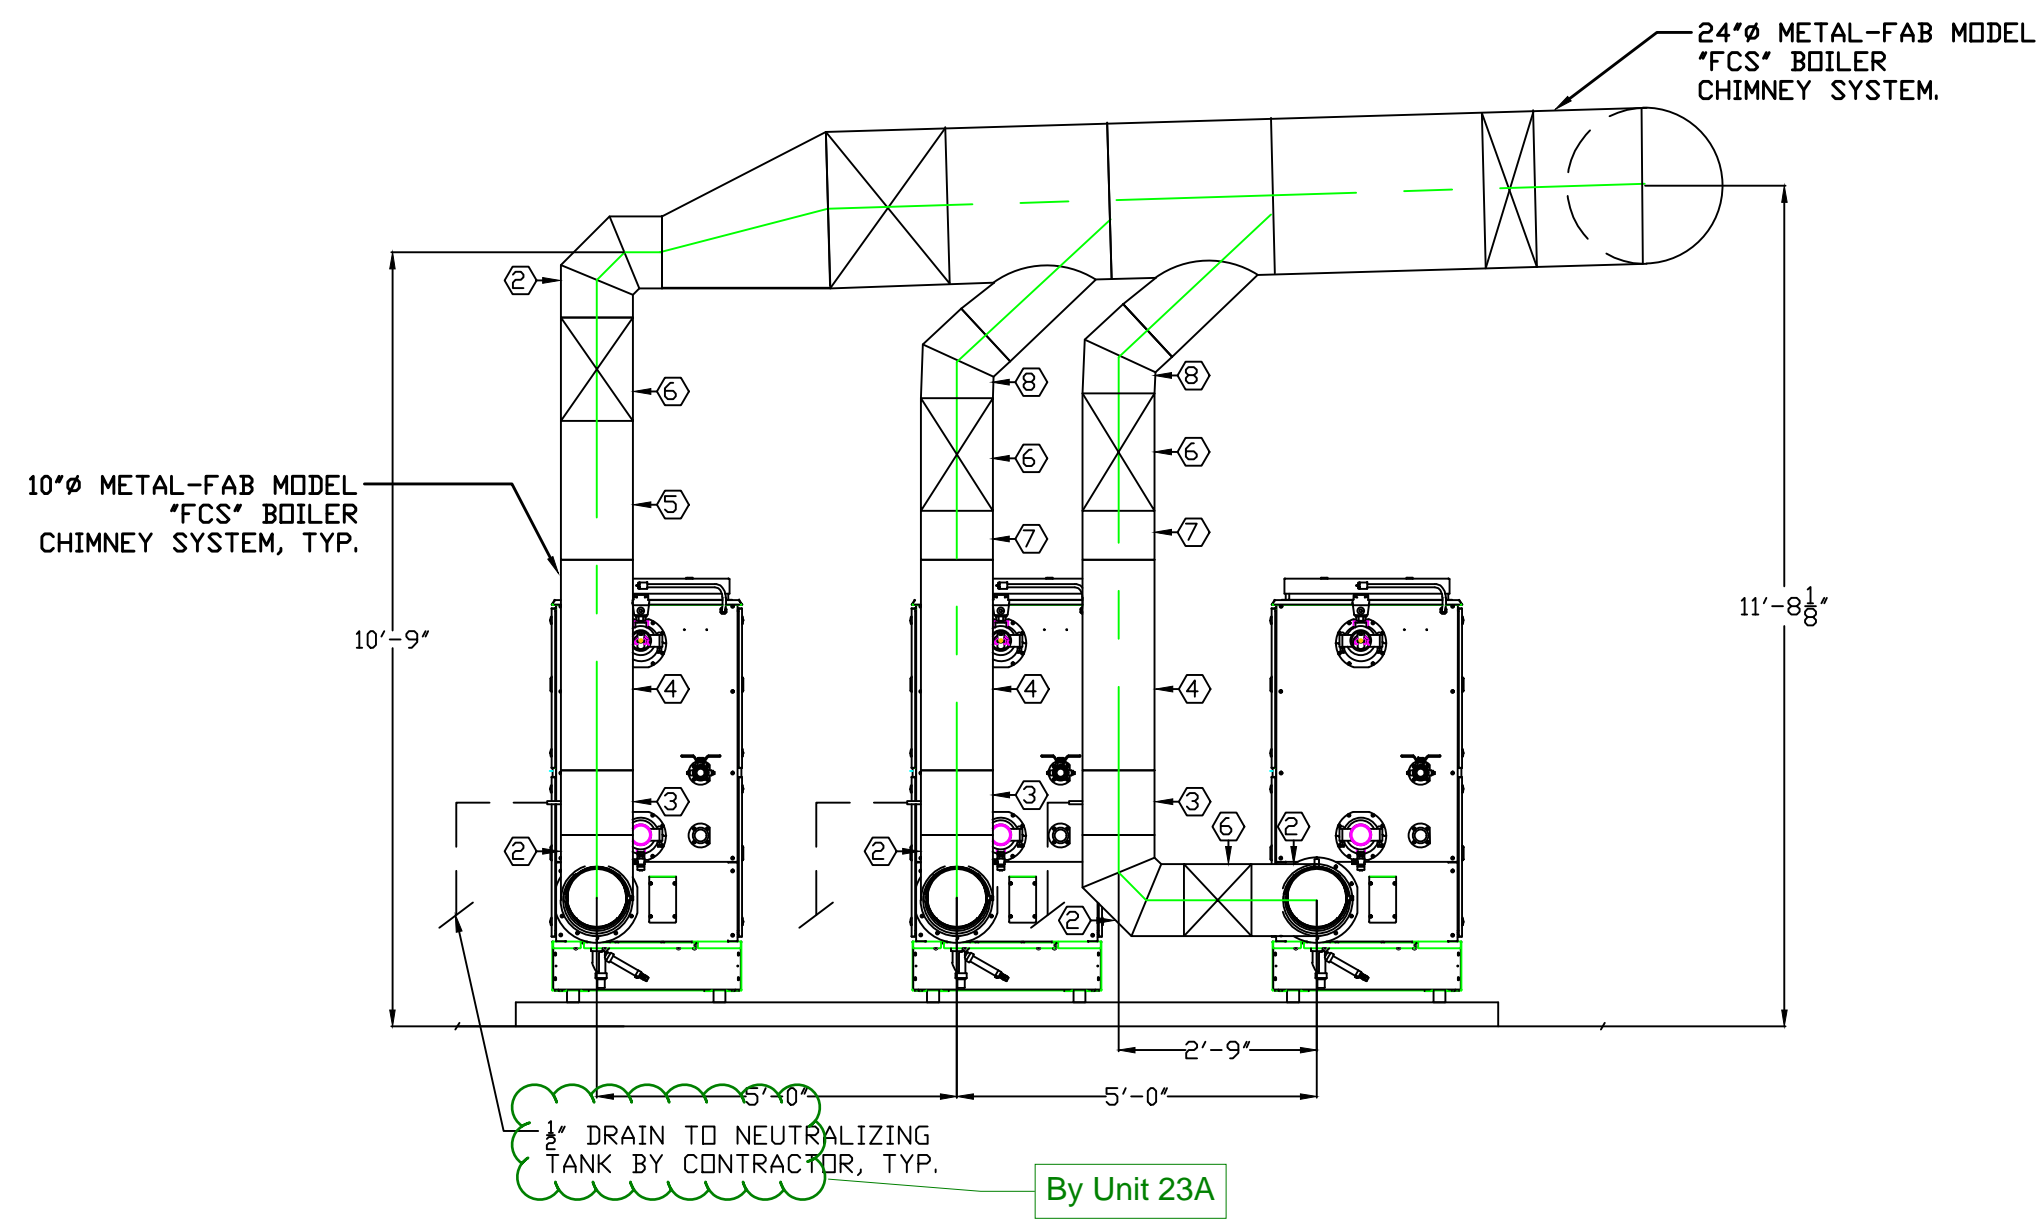 24"Ø METAL-FAB MODEL
"FCS" BOILER
CHIMNEY SYSTEM.
2
8
8
6
6
6
10"Ø METAL-FAB MODEL
"FCS" BOILER
CHIMNEY SYSTEM, TYP.
5
7
7
10'-9"
11'-8 1/8"
4
4
4
3
3
3
6
2
2
2
2
2'-9"
5'-0"
5'-0"
1/2" DRAIN TO NEUTRALIZING
TANK BY CONTRACTOR, TYP.
By Unit 23A